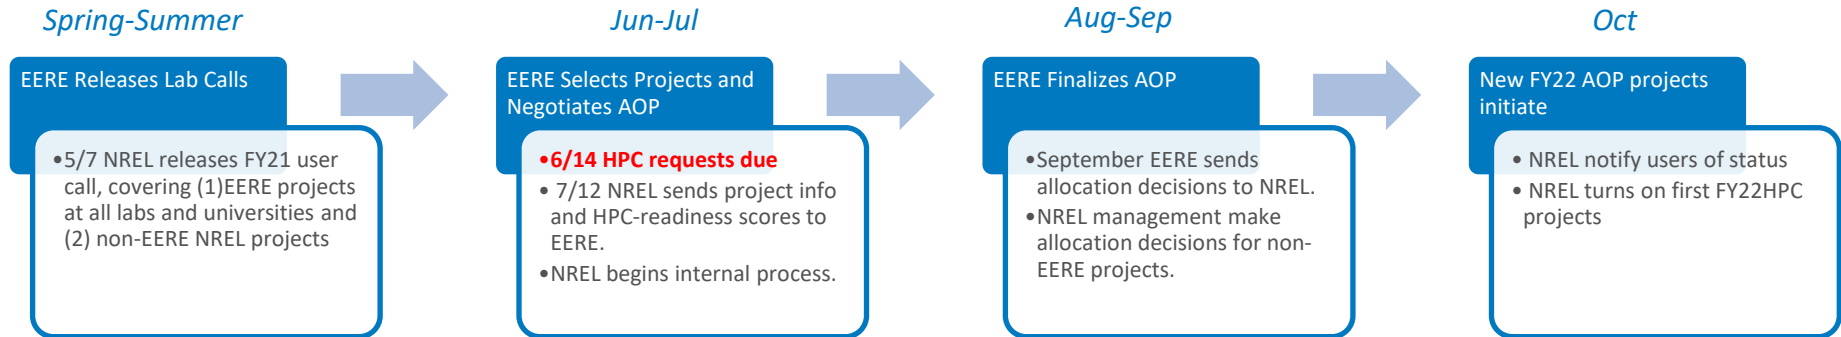 Spring-Summer
EERE Releases Lab Calls
•5/7 NREL releases FY21 user
call, covering (1)EERE projects
at all labs and universities and
(2) non-EERE NREL projects
Jun-Jul
EERE Selects Projects and
Negotiates AOP
•6/14 HPC requests due
• 7/12 NREL sends project info
and HPC-readiness scores to
EERE.
•NREL begins internal process.
Aug-Sep
EERE Finalizes AOP
•September EERE sends
allocation decisions to NREL.
•NREL management make
allocation decisions for non-
EERE projects.
Oct
New FY22 AOP projects
initiate
• NREL notify users of status
• NREL turns on first FY22HPC
projects